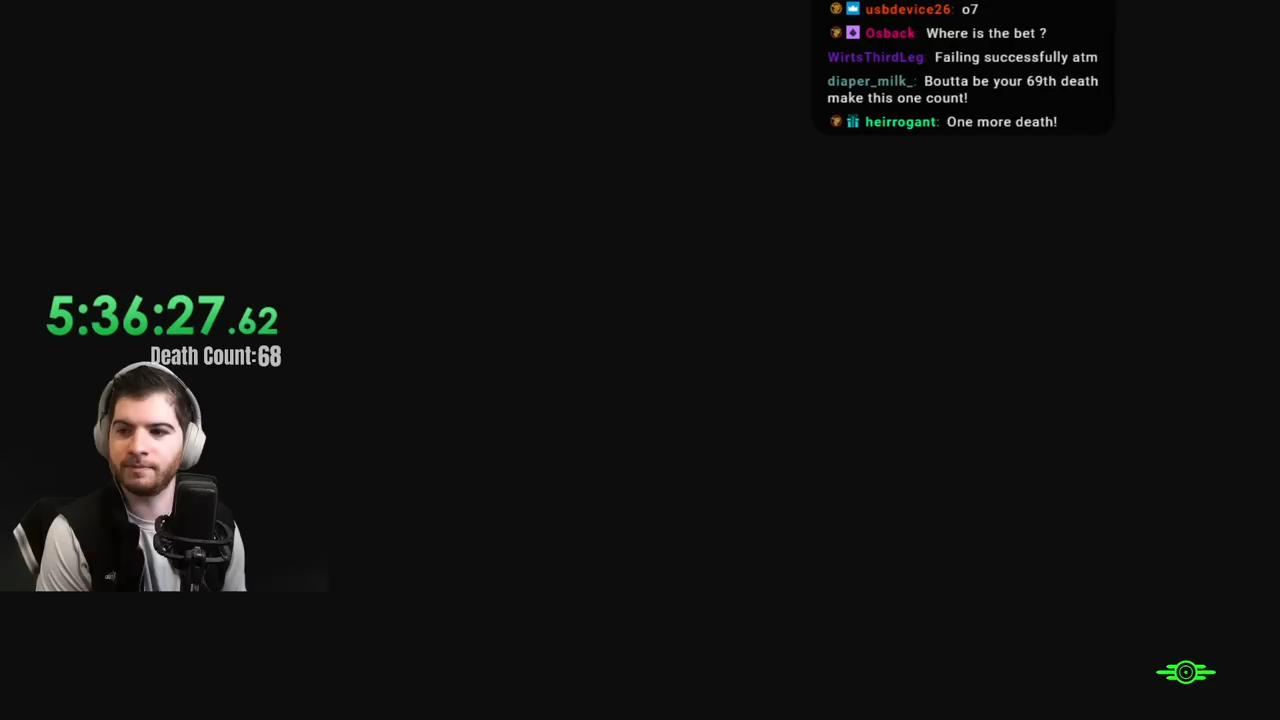 usbdevice26: o7
Osback: Where is the bet ?
WirtsThirdLeg: Failing successfully atm
diaper_milk_: Boutta be your 69th death
make this one count!
heirrogant: One more death!
5:36:27.62
Death Count:68